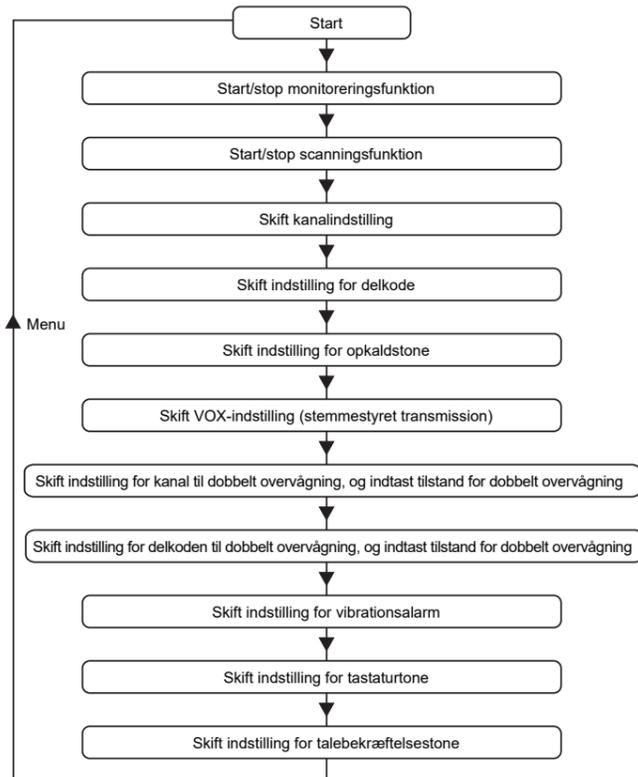 Start
Start/stop monitoreringsfunktion
Start/stop scanningsfunktion
Skift kanalindstilling
Skift indstilling for delkode
Menu
Skift indstilling for opkaldstone
Skift VOX-indstilling (stemmestyret transmission)
Skift indstilling for kanal til dobbelt overvågning, og indtast tilstand for dobbelt overvågning
Skift indstilling for delkoden til dobbelt overvågning, og indtast tilstand for dobbelt overvågning
Skift indstilling for vibrationsalarm
Skift indstilling for tastaturtone
Skift indstilling for talebekræftelsestone